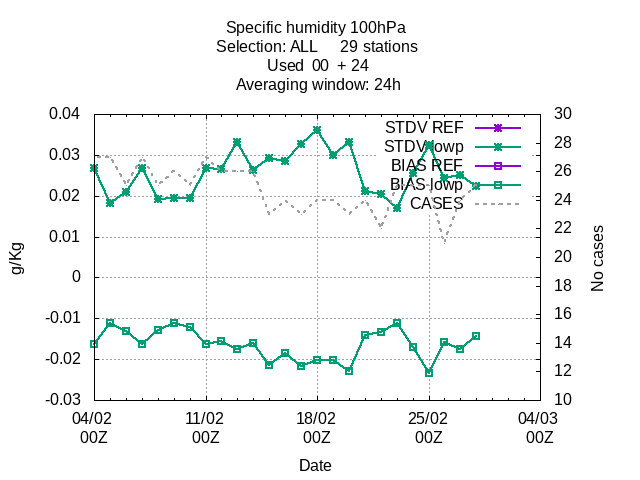 Specific humidity 100hPa
Selection: ALL 29 stations
Used 00 + 24
Averaging window: 24h
0.04
0.03
0.02
0.01
0
-0.01
-0.02
-0.03
g/Kg
30
28
26
24
22
20
18
16
14
12
10
No cases
STDV REF
STDV lowp
BIAS REF
BIAS lowp
CASES
04/02 11/02 18/02 25/02 04/03
00Z 00Z 00Z 00Z 00Z
Date